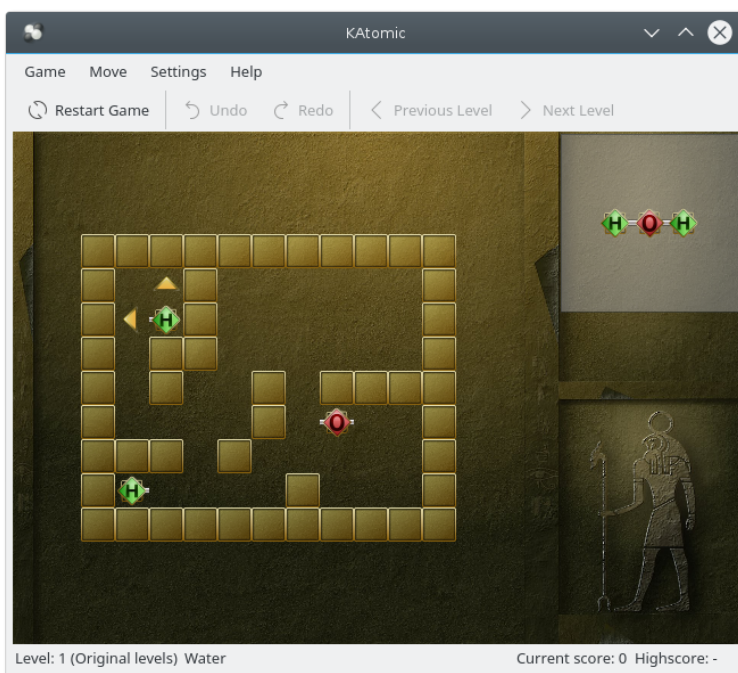 KAtomic
Game Move Settings Help
Restart Game Undo Redo Previous Level Next Level
H O H
H
O
H
Level: 1 (Original levels) Water Current score: 0 Highscore: -